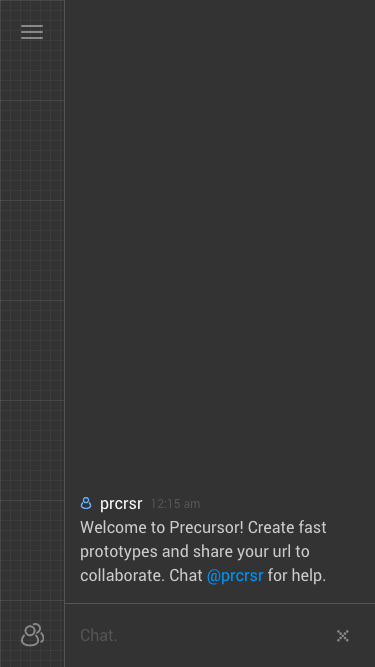 prcrsr 12:15 am
Welcome to Precursor! Create fast
prototypes and share your url to
collaborate. Chat @prcrsr for help.
Chat.